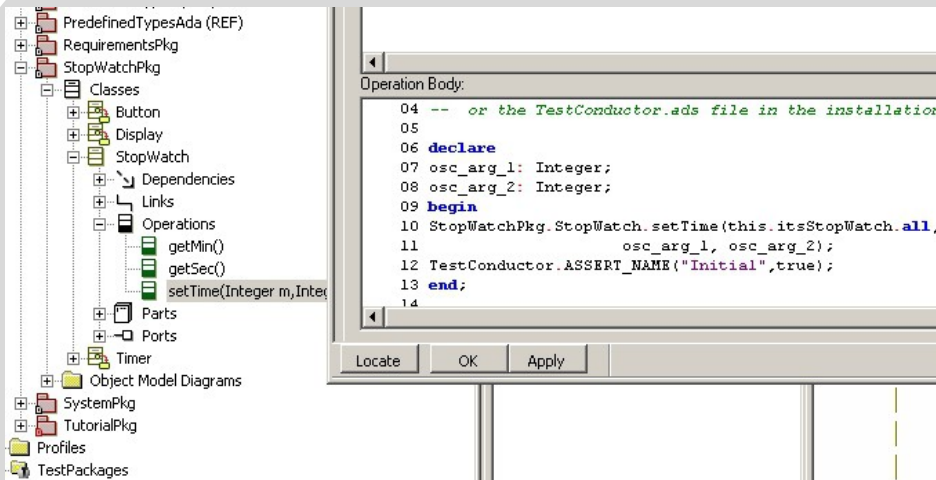 PredefinedTypesAda (REF)
RequirementsPkg
StopWatchPkg
Classes
Button
Display
StopWatch
Dependencies
Links
Operations
getMin()
getSec()
setTime(Integer m,Integ
Parts
Ports
Timer
Object Model Diagrams
SystemPkg
TutorialPkg
Profiles
TestPackages
Operation Body:
04 -- or the TestConductor.ads file in the installation
05
06 declare
07 osc_arg_1: Integer;
08 osc_arg_2: Integer;
09 begin
10 StopWatchPkg.StopWatch.setTime(this.itsStopWatch.all,
11 osc_arg_1, osc_arg_2);
12 TestConductor.ASSERT_NAME("Initial",true);
13 end;
14
Locate OK Apply